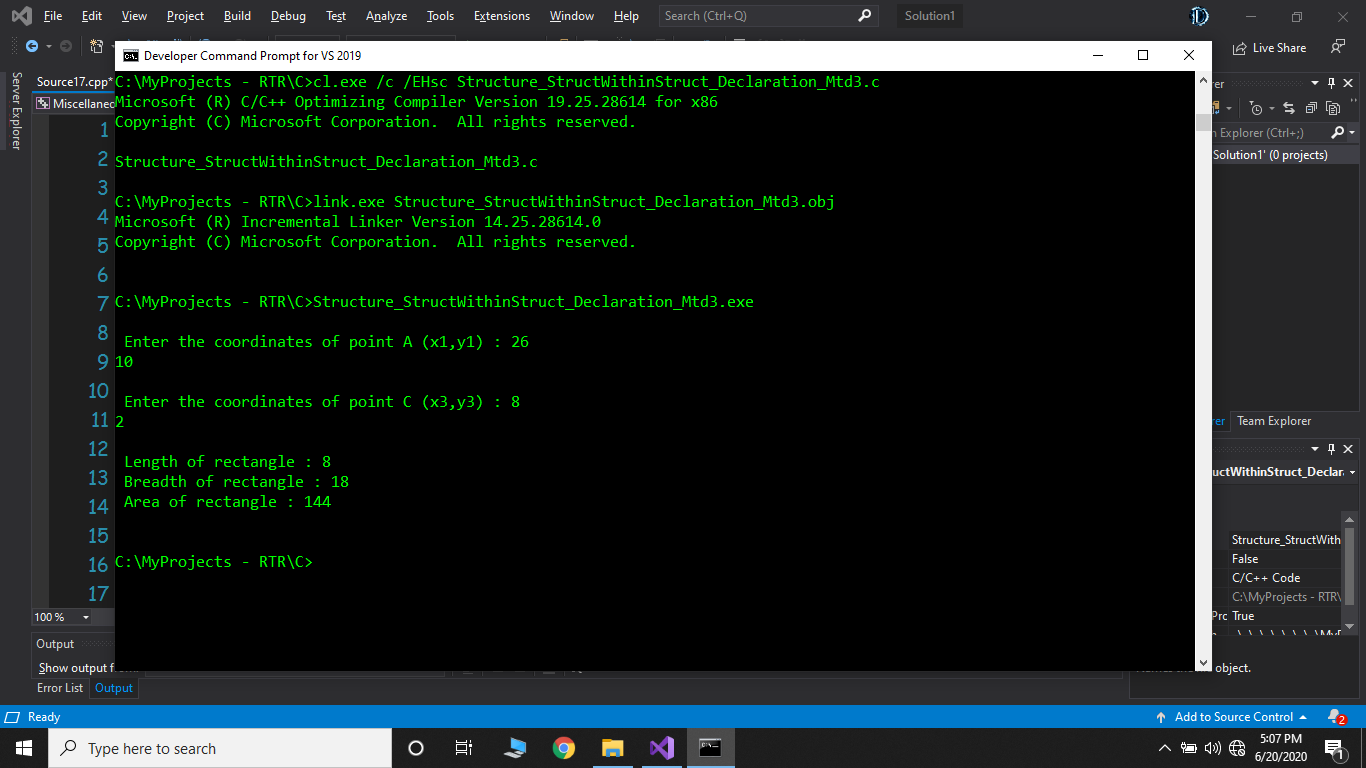 File Edit View Project Build Debug Test Analyze Tools Extensions Window Help Search (Ctrl+Q) Solution1
Live Share
Developer Command Prompt for VS 2019
Server Explorer
Source17.cpp*
Miscellaneo
1
2
3
4
5
6
7
8
9
10
11
12
13
14
15
16
17
C:\MyProjects - RTR\C>cl.exe /c /EHsc Structure_StructWithinStruct_Declaration_Mtd3.c
Microsoft (R) C/C++ Optimizing Compiler Version 19.25.28614 for x86
Copyright (C) Microsoft Corporation.  All rights reserved.
Structure_StructWithinStruct_Declaration_Mtd3.c
C:\MyProjects - RTR\C>link.exe Structure_StructWithinStruct_Declaration_Mtd3.obj
Microsoft (R) Incremental Linker Version 14.25.28614.0
Copyright (C) Microsoft Corporation.  All rights reserved.
C:\MyProjects - RTR\C>Structure_StructWithinStruct_Declaration_Mtd3.exe
Enter the coordinates of point A (x1,y1) : 26
10
Enter the coordinates of point C (x3,y3) : 8
2
Length of rectangle : 8
Breadth of rectangle : 18
Area of rectangle : 144
C:\MyProjects - RTR\C>
rer
n Explorer (Ctrl+;)
Solution1' (0 projects)
rer Team Explorer
uctWithinStruct_Declar
Structure_StructWith
False
C/C++ Code
C:\MyProjects - RTR\
Prc True
object.
100 %
Output
Show output fr
Error List Output
Ready
Add to Source Control
2
Type here to search
5:07 PM
6/20/2020
1